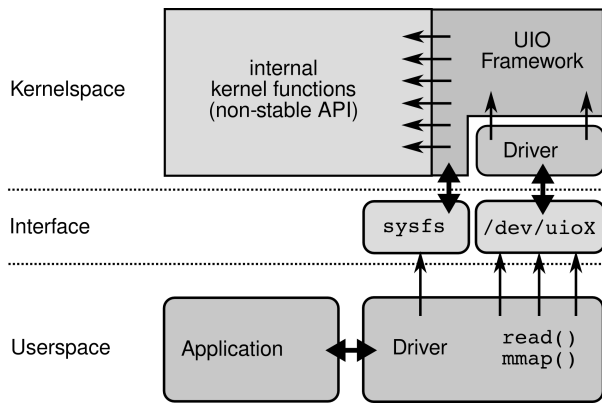 Kernelspace
internal
kernel functions
(non-stable API)
UIO
Framework
Driver
Interface
sysfs
/dev/uioX
Userspace
Application
Driver
read()
mmap()